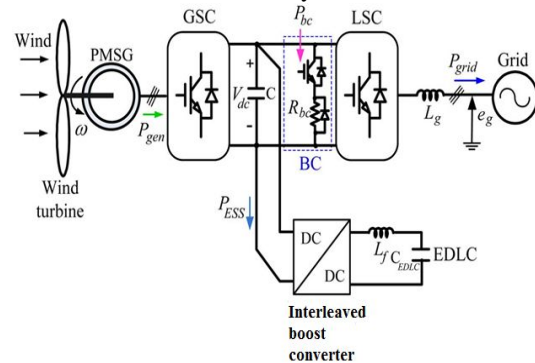 GSC
P_bc
LSC
Wind
PMSG
P_grid
Grid
+
V_dc
C
R_bc
-
ω
P_gen
L_g
e_g
BC
Wind
turbine
P_ESS
DC
DC
L_f
C_EDLC
EDLC
Interleaved
boost
converter